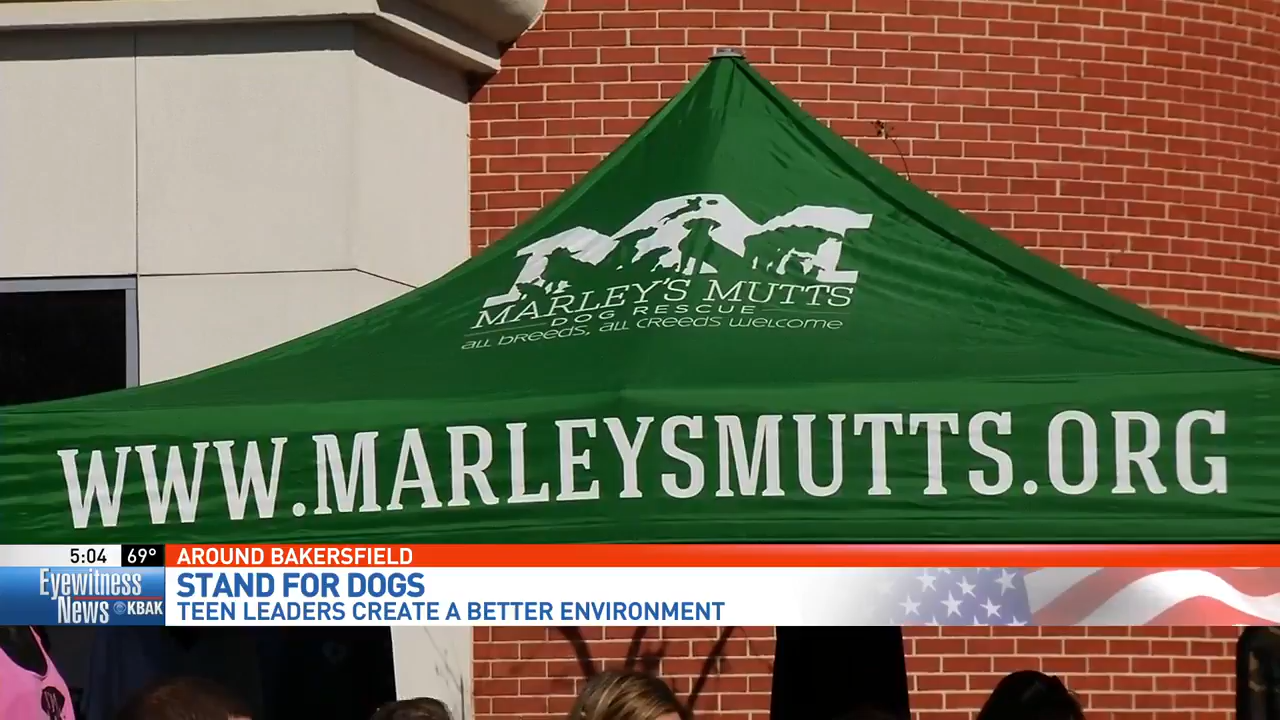 MARLEY'S MUTTS
DOG RESCUE
all breeds, all creeds welcome
WWW.MARLEYSMUTTS.ORG
5:04 69° AROUND BAKERSFIELD
Eyewitness News KBAK
STAND FOR DOGS
TEEN LEADERS CREATE A BETTER ENVIRONMENT